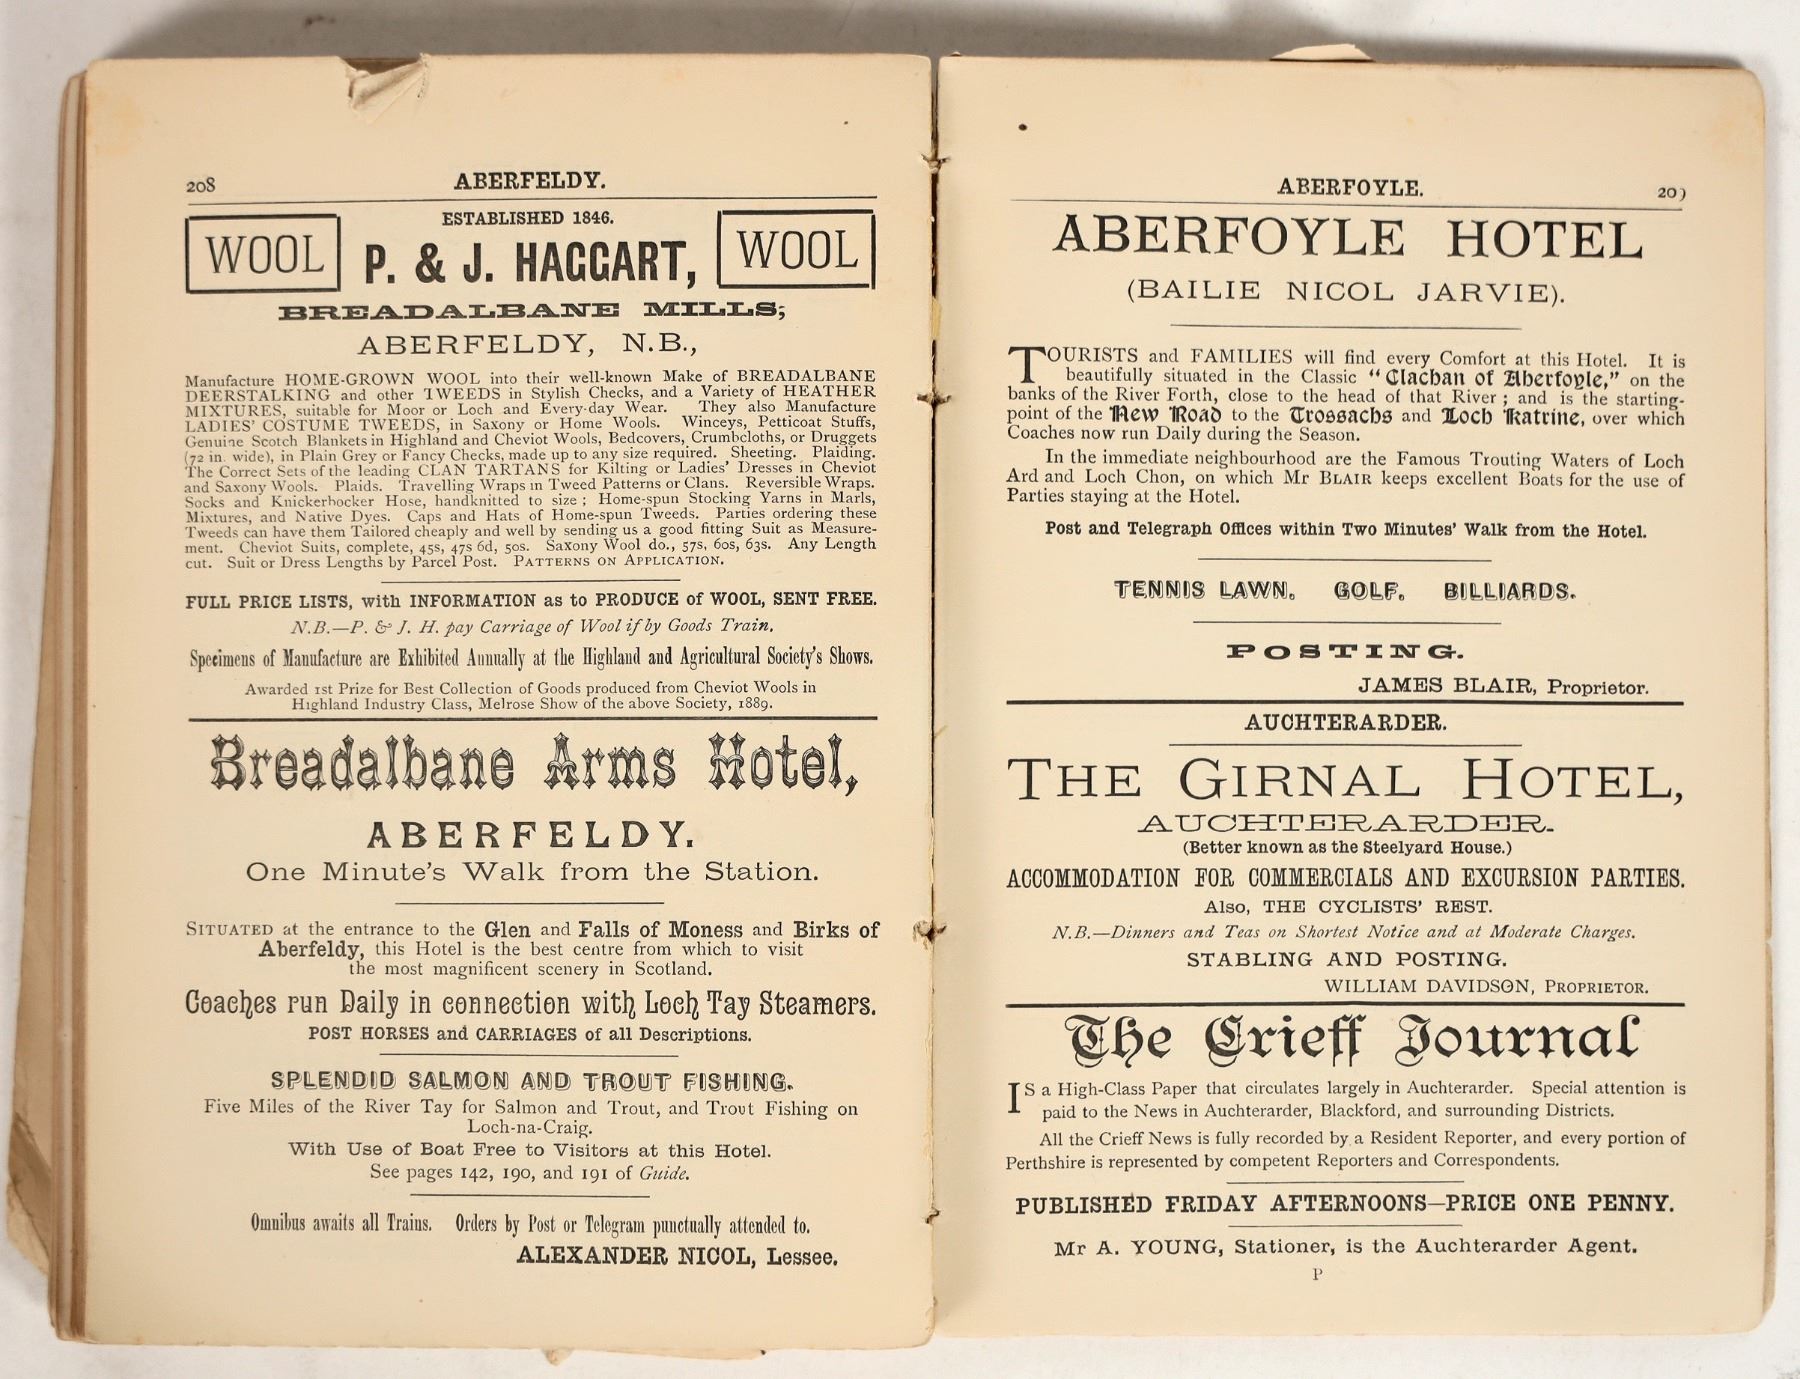 208
ABERFELDY.
ESTABLISHED 1846.
WOOL
P. & J. HAGGART,
WOOL
BREADALBANE MILLS,
ABERFELDY, N.B.,
Manufacture HOME-GROWN WOOL into their well-known Make of BREADALBANE
DEERSTALKING and other TWEEDS in Stylish Checks, and a Variety of HEATHER
MIXTURES, suitable for Moor or Loch and Every-day Wear. They also Manufacture
LADIES' COSTUME TWEEDS, in Saxony or Home Wools. Winceys, Petticoat Stuffs,
Genuine Scotch Blankets in Highland and Cheviot Wools, Bedcovers, Crumbcloths, or Druggets
(72 in. wide), in Plain Grey or Fancy Checks, made up to any size required. Sheeting. Plaiding.
The Correct Sets of the leading CLAN TARTANS for Kilting or Ladies' Dresses in Cheviot
and Saxony Wools. Plaids. Travelling Wraps in Tweed Patterns or Clans. Reversible Wraps.
Socks and Knickerbocker Hose, handknitted to size; Home-spun Stocking Yarns in Marls,
Mixtures, and Native Dyes. Caps and Hats of Home-spun Tweeds. Parties ordering these
Tweeds can have them Tailored cheaply and well by sending us a good fitting Suit as Measure-
ment. Cheviot Suits, complete, 45s, 47s 6d, 50s. Saxony Wool do., 57s, 60s, 63s. Any Length
cut. Suit or Dress Lengths by Parcel Post. PATTERNS ON APPLICATION.
FULL PRICE LISTS, with INFORMATION as to PRODUCE of WOOL, SENT FREE.
N.B.—P. & J. H. pay Carriage of Wool if by Goods Train.
Specimens of Manufacture are Exhibited Annually at the Highland and Agricultural Society's Shows.
Awarded 1st Prize for Best Collection of Goods produced from Cheviot Wools in
Highland Industry Class, Melrose Show of the above Society, 1889.
Breadalbane Arms Hotel,
ABERFELDY.
One Minute's Walk from the Station.
SITUATED at the entrance to the Glen and Falls of Moness and Birks of
Aberfeldy, this Hotel is the best centre from which to visit
the most magnificent scenery in Scotland.
Coaches run Daily in connection with Loch Tay Steamers.
POST HORSES and CARRIAGES of all Descriptions.
SPLENDID SALMON AND TROUT FISHING.
Five Miles of the River Tay for Salmon and Trout, and Trout Fishing on
Loch-na-Craig.
With Use of Boat Free to Visitors at this Hotel.
See pages 142, 190, and 191 of Guide.
Omnibus awaits all Trains. Orders by Post or Telegram punctually attended to.
ALEXANDER NICOL, Lessee.
ABERFOYLE.
209
ABERFOYLE HOTEL
(BAILIE NICOL JARVIE).
TOURISTS and FAMILIES will find every Comfort at this Hotel. It is
beautifully situated in the Classic "Clachan of Aberfoyle," on the
banks of the River Forth, close to the head of that River; and is the starting-
point of the New Road to the Trossachs and Loch Katrine, over which
Coaches now run Daily during the Season.
In the immediate neighbourhood are the Famous Trouting Waters of Loch
Ard and Loch Chon, on which Mr BLAIR keeps excellent Boats for the use of
Parties staying at the Hotel.
Post and Telegraph Offices within Two Minutes' Walk from the Hotel.
TENNIS LAWN. GOLF. BILLIARDS.
POSTING.
JAMES BLAIR, Proprietor.
AUCHTERARDER.
THE GIRNAL HOTEL,
AUCHTERARDER.
(Better known as the Steelyard House.)
ACCOMMODATION FOR COMMERCIALS AND EXCURSION PARTIES.
Also, THE CYCLISTS' REST.
N.B.—Dinners and Teas on Shortest Notice and at Moderate Charges.
STABLING AND POSTING.
WILLIAM DAVIDSON, PROPRIETOR.
The Crieff Journal
IS a High-Class Paper that circulates largely in Auchterarder. Special attention is
paid to the News in Auchterarder, Blackford, and surrounding Districts.
All the Crieff News is fully recorded by a Resident Reporter, and every portion of
Perthshire is represented by competent Reporters and Correspondents.
PUBLISHED FRIDAY AFTERNOONS—PRICE ONE PENNY.
Mr A. YOUNG, Stationer, is the Auchterarder Agent.
P